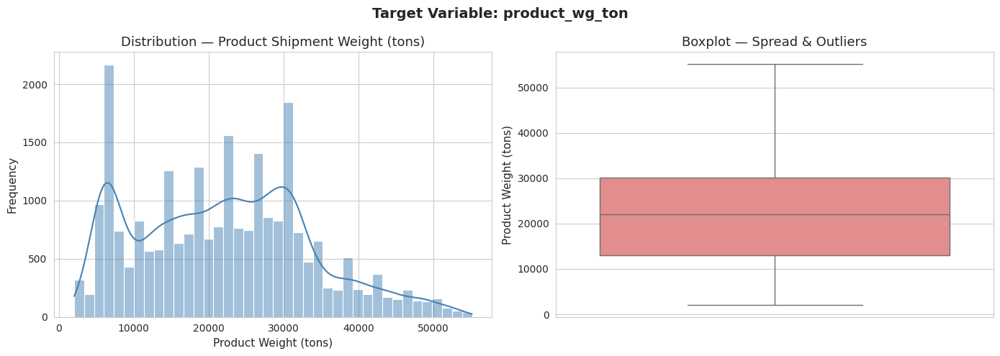 Target Variable: product_wg_ton
Distribution — Product Shipment Weight (tons)
Frequency
2000
1500
1000
500
0
0 10000 20000 30000 40000 50000
Product Weight (tons)
Boxplot — Spread & Outliers
Product Weight (tons)
50000
40000
30000
20000
10000
0